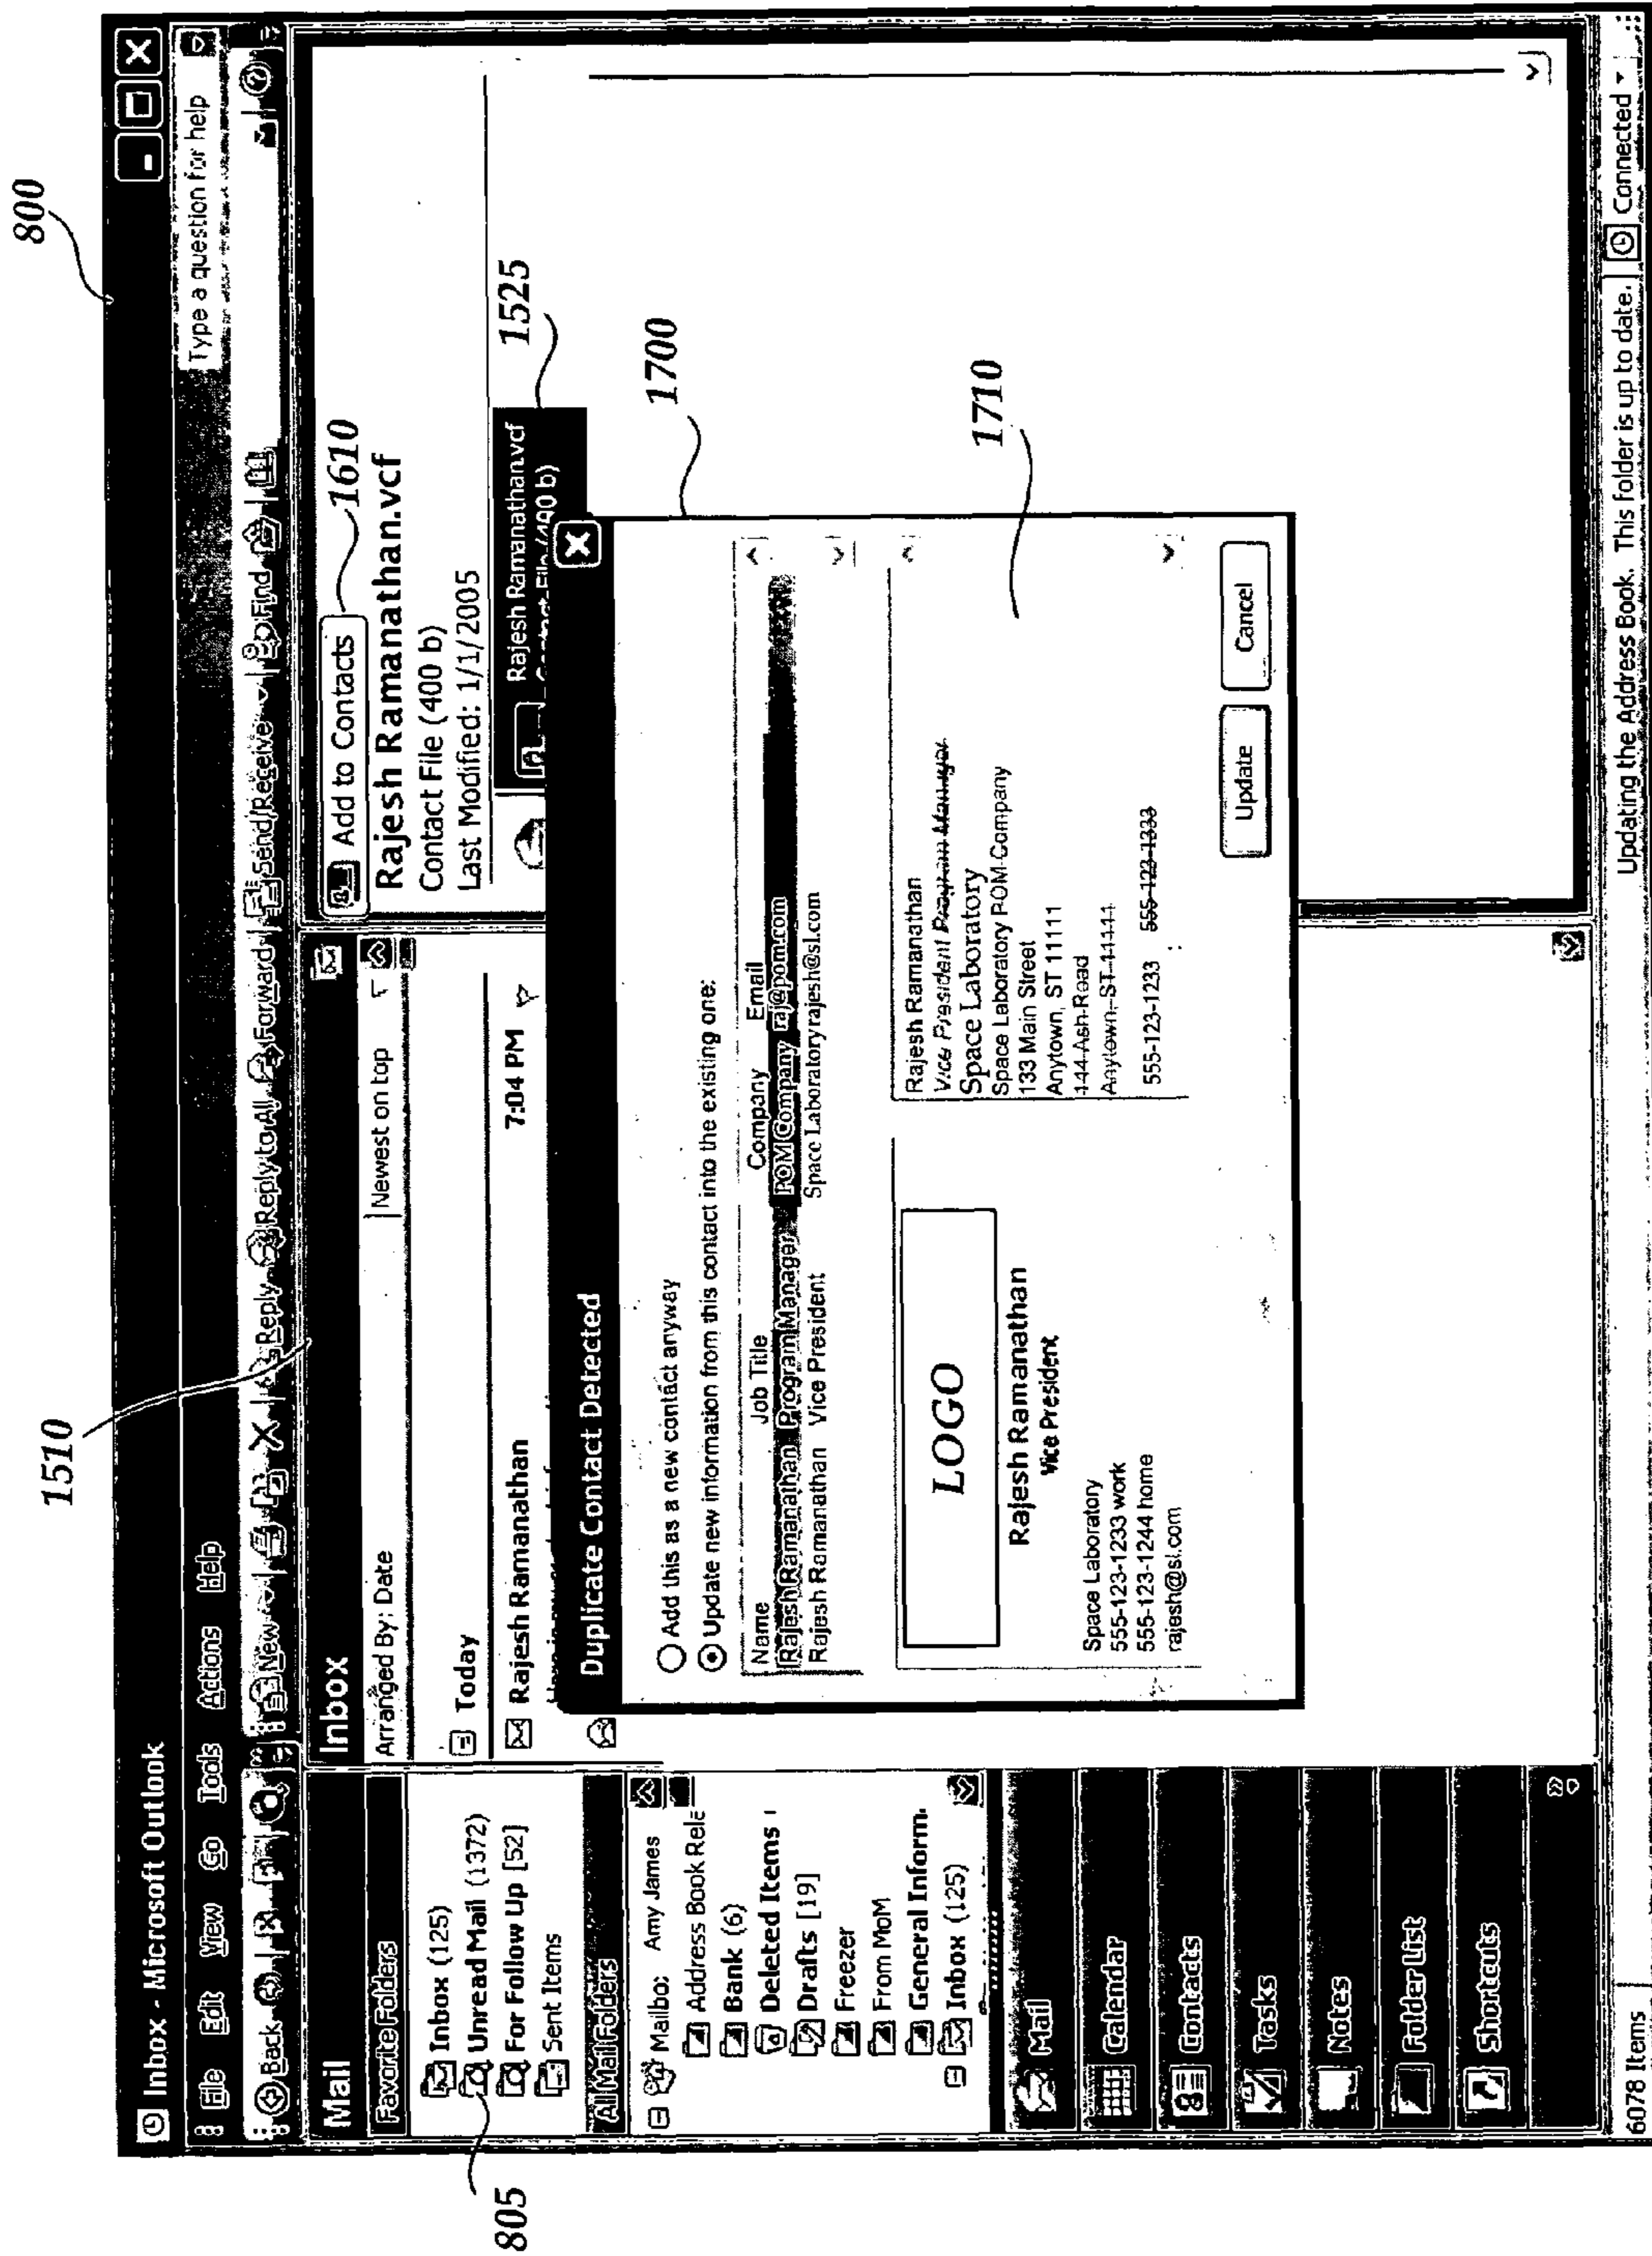 800
1510
Inbox - Microsoft Outlook
File Edit View Go Tools Actions Help
Type a question for help
Back
New Reply Reply to All Forward Send/Receive Find
Mail
Favorite Folders
Inbox (125)
Unread Mail (1372)
For Follow Up [52]
Sent Items
805
All Mail Folders
Mailbo: Amy James
Address Book Rele
Bank (6)
Deleted Items
Drafts [19]
Freezer
From MoM
General Inform.
Inbox (125)
Mail
Calendar
Contacts
Tasks
Notes
Folder List
Shortcuts
Inbox
Arranged By: Date Newest on top
Today
Rajesh Ramanathan 7:04 PM
Add to Contacts
1610
Rajesh Ramanathan.vcf
Contact File (400 b)
Last Modified: 1/1/2005
Rajesh Ramanathan.vcf
Contact File (400 b)
1525
1700
Duplicate Contact Detected
Add this as a new contact anyway
Update new information from this contact into the existing one:
Name Job Title Company Email
Rajesh Ramanathan Program Manager POM Company raj@pom.com
Rajesh Ramanathan Vice President Space Laboratory rajesh@sl.com
LOGO
Rajesh Ramanathan
Vice President
Space Laboratory
555-123-1233 work
555-123-1244 home
rajesh@sl.com
1710
Rajesh Ramanathan
Vice President Program Manager
Space Laboratory
Space Laboratory POM Company
133 Main Street
Anytown, ST 11111
144 Ash Road
Anytown, ST 44444
555-123-1233 555-123-1333
Update Cancel
6078 Items
Updating the Address Book. This folder is up to date. Connected